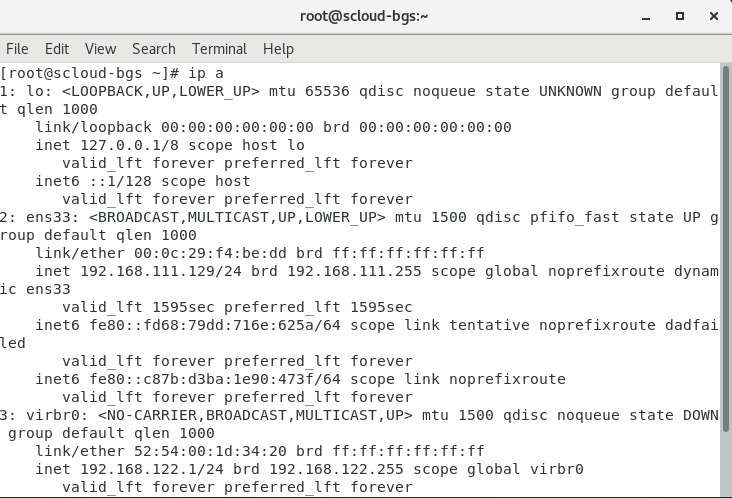 root@scloud-bgs:~
File Edit View Search Terminal Help
[root@scloud-bgs ~]# ip a
1: lo: <LOOPBACK,UP,LOWER_UP> mtu 65536 qdisc noqueue state UNKNOWN group defaul
t qlen 1000
    link/loopback 00:00:00:00:00:00 brd 00:00:00:00:00:00
    inet 127.0.0.1/8 scope host lo
       valid_lft forever preferred_lft forever
    inet6 ::1/128 scope host
       valid_lft forever preferred_lft forever
2: ens33: <BROADCAST,MULTICAST,UP,LOWER_UP> mtu 1500 qdisc pfifo_fast state UP g
roup default qlen 1000
    link/ether 00:0c:29:f4:be:dd brd ff:ff:ff:ff:ff:ff
    inet 192.168.111.129/24 brd 192.168.111.255 scope global noprefixroute dynam
ic ens33
       valid_lft 1595sec preferred_lft 1595sec
    inet6 fe80::fd68:79dd:716e:625a/64 scope link tentative noprefixroute dadfai
led
       valid_lft forever preferred_lft forever
    inet6 fe80::c87b:d3ba:1e90:473f/64 scope link noprefixroute
       valid_lft forever preferred_lft forever
3: virbr0: <NO-CARRIER,BROADCAST,MULTICAST,UP> mtu 1500 qdisc noqueue state DOWN
 group default qlen 1000
    link/ether 52:54:00:1d:34:20 brd ff:ff:ff:ff:ff:ff
    inet 192.168.122.1/24 brd 192.168.122.255 scope global virbr0
       valid_lft forever preferred_lft forever